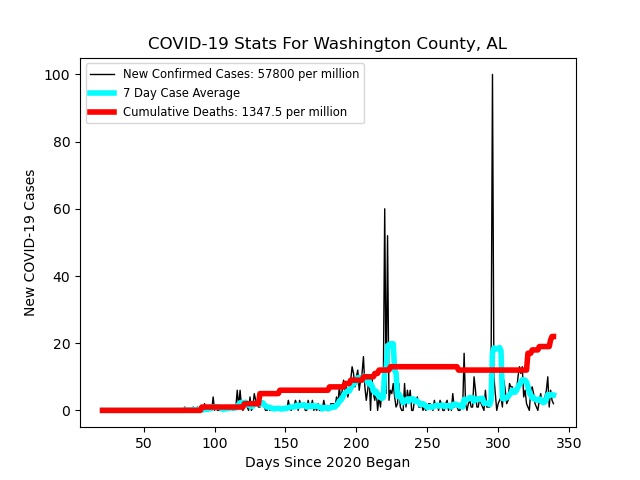 COVID-19 Stats For Washington County, AL
New Confirmed Cases: 57800 per million
7 Day Case Average
Cumulative Deaths: 1347.5 per million
100
80
60
40
20
0
New COVID-19 Cases
50 100 150 200 250 300 350
Days Since 2020 Began